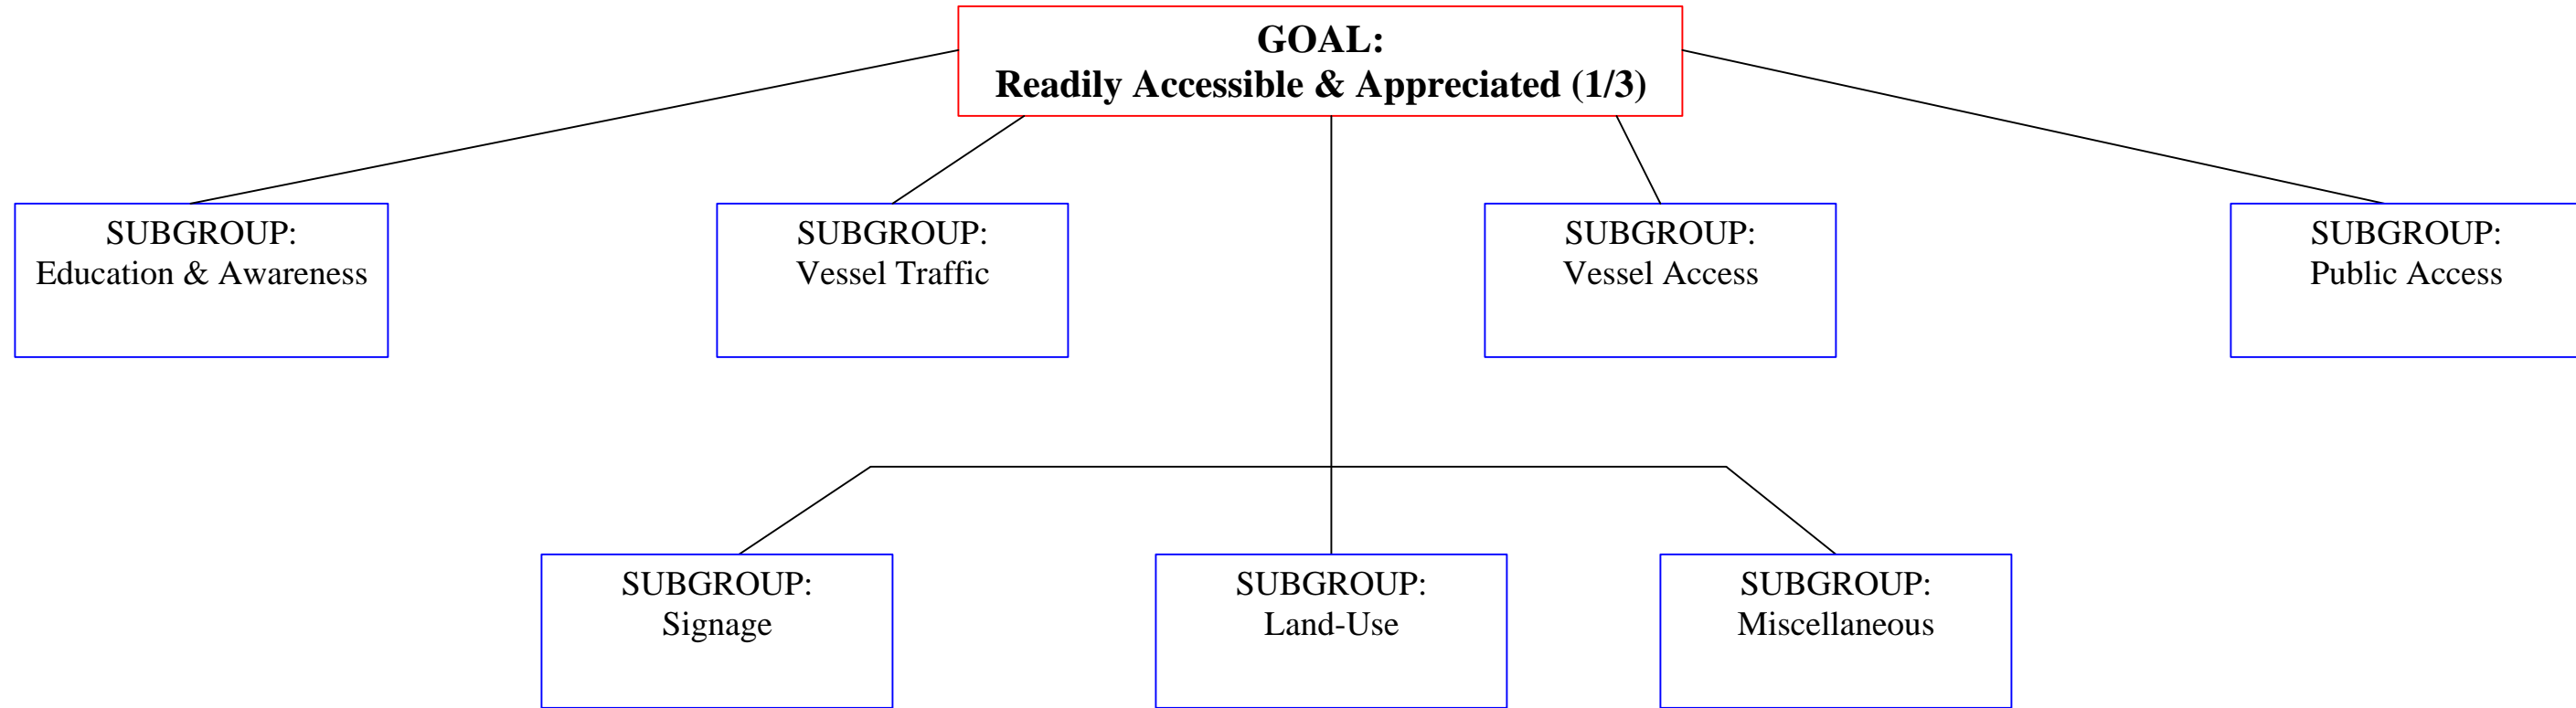 GOAL:
Readily Accessible & Appreciated (1/3)
SUBGROUP:
Education & Awareness
SUBGROUP:
Vessel Traffic
SUBGROUP:
Vessel Access
SUBGROUP:
Public Access
SUBGROUP:
Signage
SUBGROUP:
Land-Use
SUBGROUP:
Miscellaneous